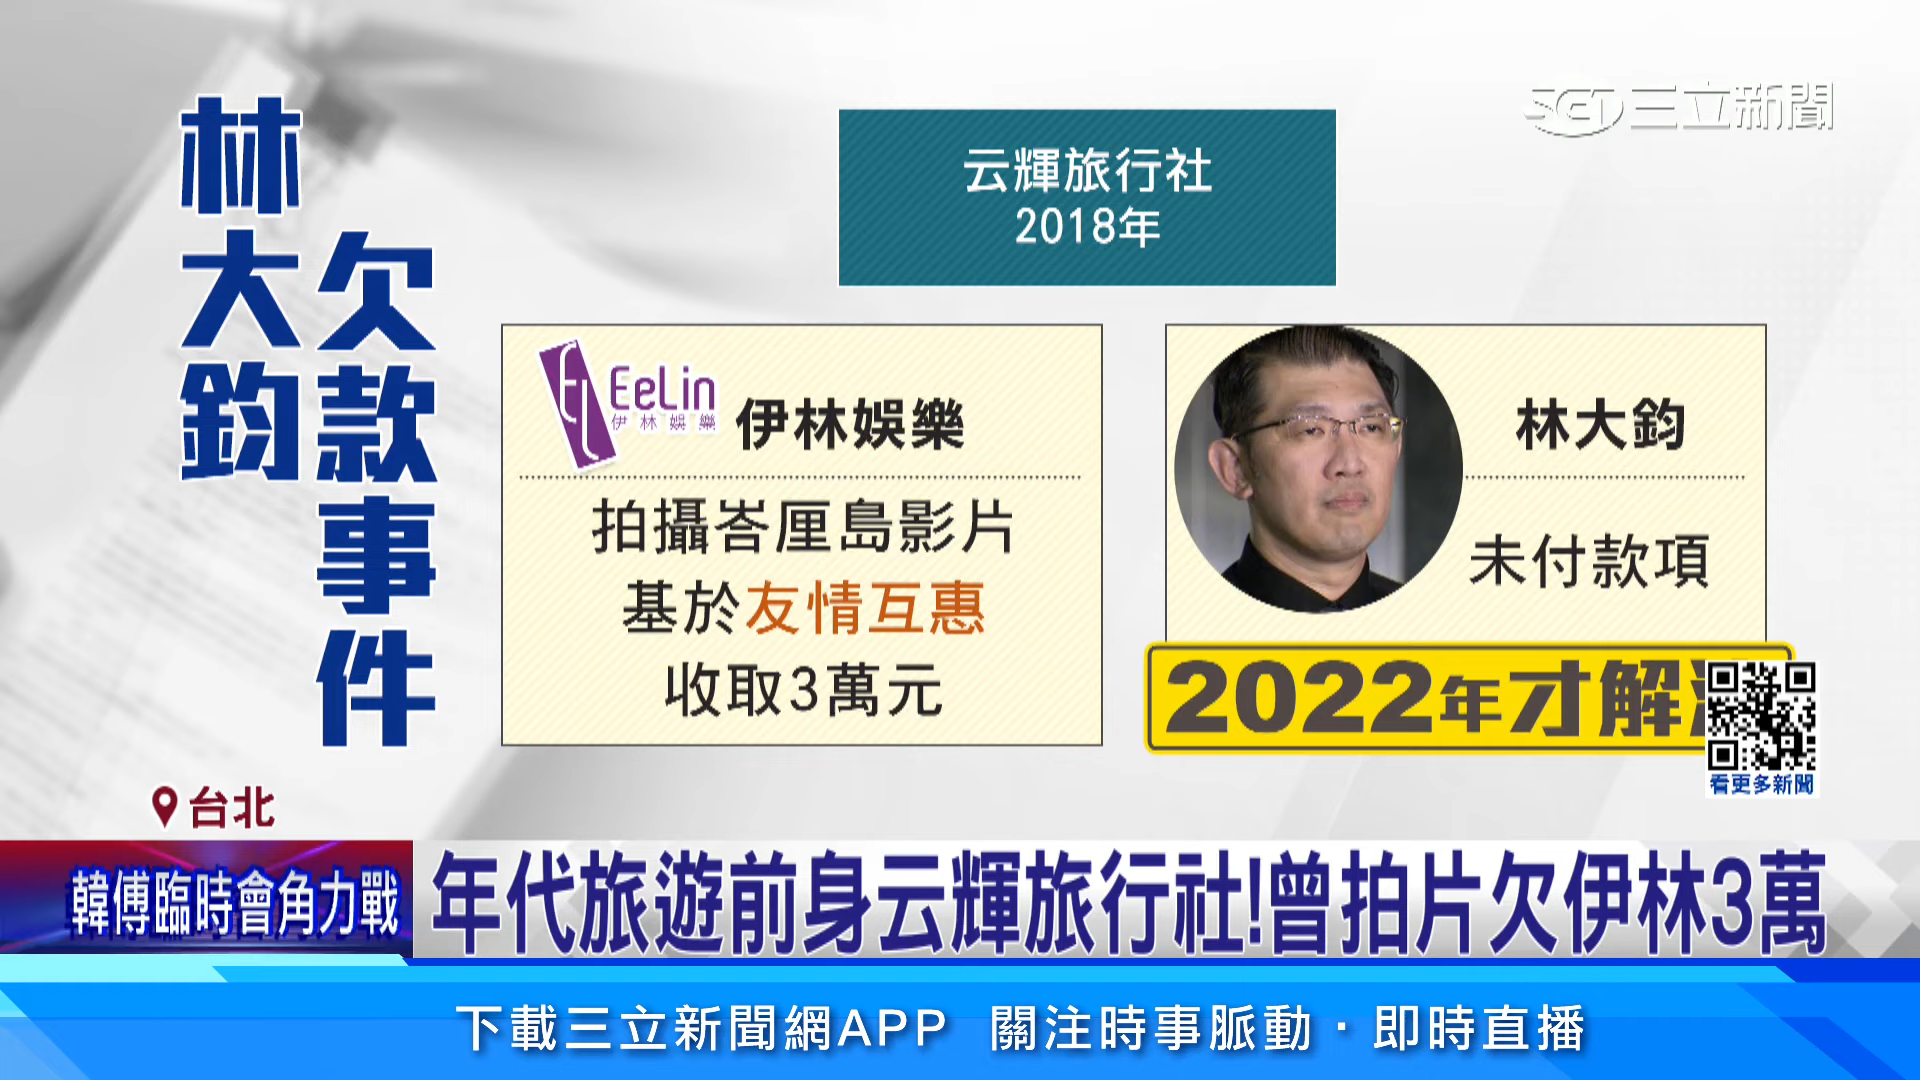 林大鈞
欠款事件
SET三立新聞
云輝旅行社
2018年
EeLin
伊林娛樂
伊林娛樂
拍攝峇厘島影片
基於友情互惠
收取3萬元
林大鈞
未付款項
2022年才解
看更多新聞
台北
韓傅臨時會角力戰
年代旅遊前身云輝旅行社!曾拍片欠伊林3萬
下載三立新聞網APP 關注時事脈動·即時直播